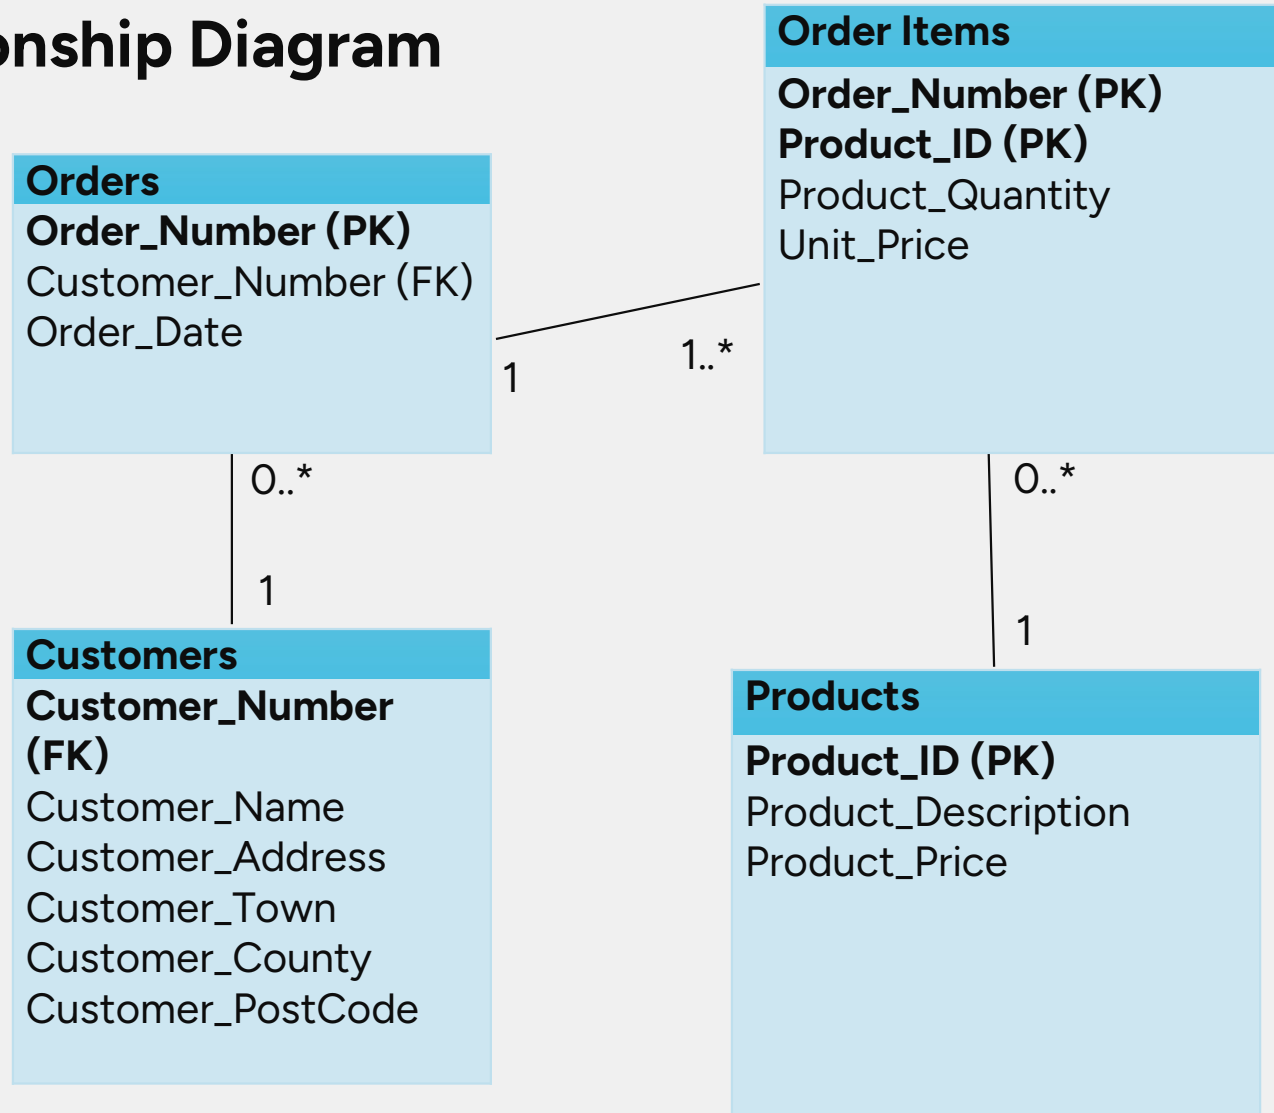 onship Diagram
Order Items
Order_Number (PK)
Product_ID (PK)
Product_Quantity
Unit_Price
Orders
Order_Number (PK)
Customer_Number (FK)
Order_Date
1
1..*
0..*
1
0..*
1
Customers
Customer_Number
(FK)
Customer_Name
Customer_Address
Customer_Town
Customer_County
Customer_PostCode
Products
Product_ID (PK)
Product_Description
Product_Price